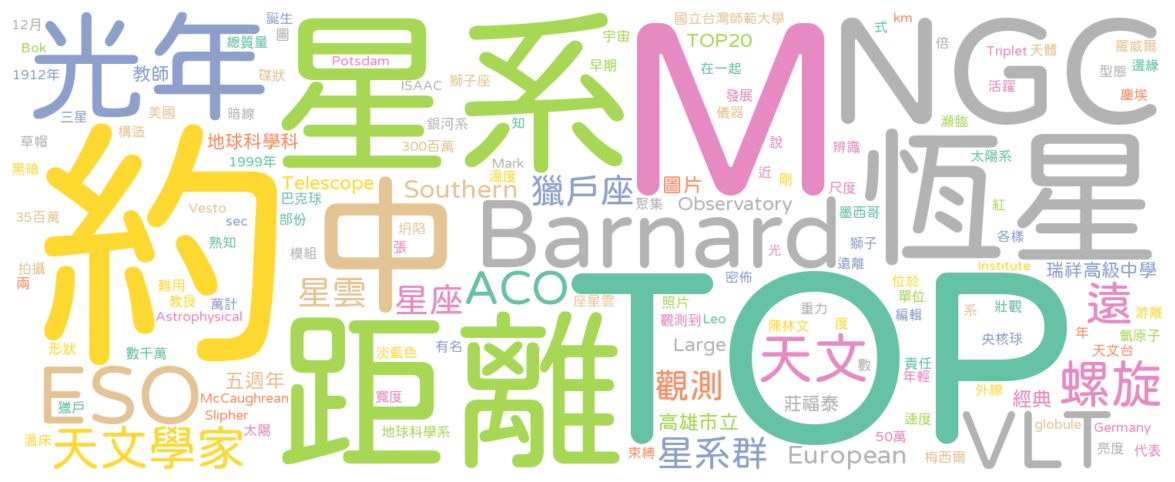 12月
光年
誕生
圖
Bok
總質量
1912年
教師
碟狀
三星
美國
暗線
草帽
構造
地球科學科
黑暗
1999年
星系
Potsdam
ISAAC
獅子座
早期
宇宙
銀河系
知
300百萬
Mark
溫度
M
國立台灣師範大學
TOP20
在一起
發展
儀器
說
近
剛
NGC
式
km
倍
Triplet
天體
羅威爾
邊緣
活躍
型態
塵埃
瀕臨
辨識
太陽系
尺度
恆星
約
Telescope
巴克球
Vesto
sec
部份
35百萬
熟知
模組
拍攝
兩
難用
教授
萬計
Astrophysical
形狀
數千萬
中
坍陷
張
Southern
獵戶座
圖片
聚集
Observatory
墨西哥
紅
獅子
各樣
Barnard
光
遠離
密佈
位於
Institute
瑞祥高級中學
星雲
星座
ACO
座星雲
照片
單位
觀測到
Leo
重力
編輯
陳林文
度
系
壯觀
遠
游離
年
氫原子
央核球
天文台
TOP
距離
淡藍色
有名
寬度
Large
天文
數
責任
年輕
外線
螺旋
ESO
五週年
McCaughrean
獵戶
Slipher
太陽
溫床
天文學家
地球科學系
觀測
莊福泰
經典
高雄市立
速度
globule
Germany
50萬
VLT
束縛
星系群
European
梅西爾
亮度
代表